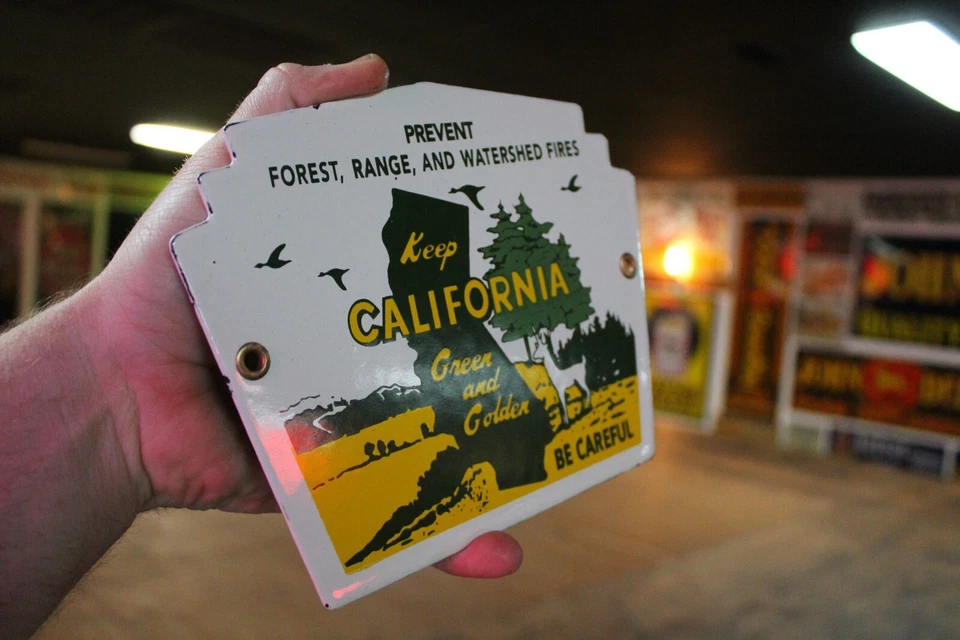 PREVENT
FOREST, RANGE, AND WATERSHED FIRES
Keep
CALIFORNIA
Green
and
Golden
BE CAREFUL